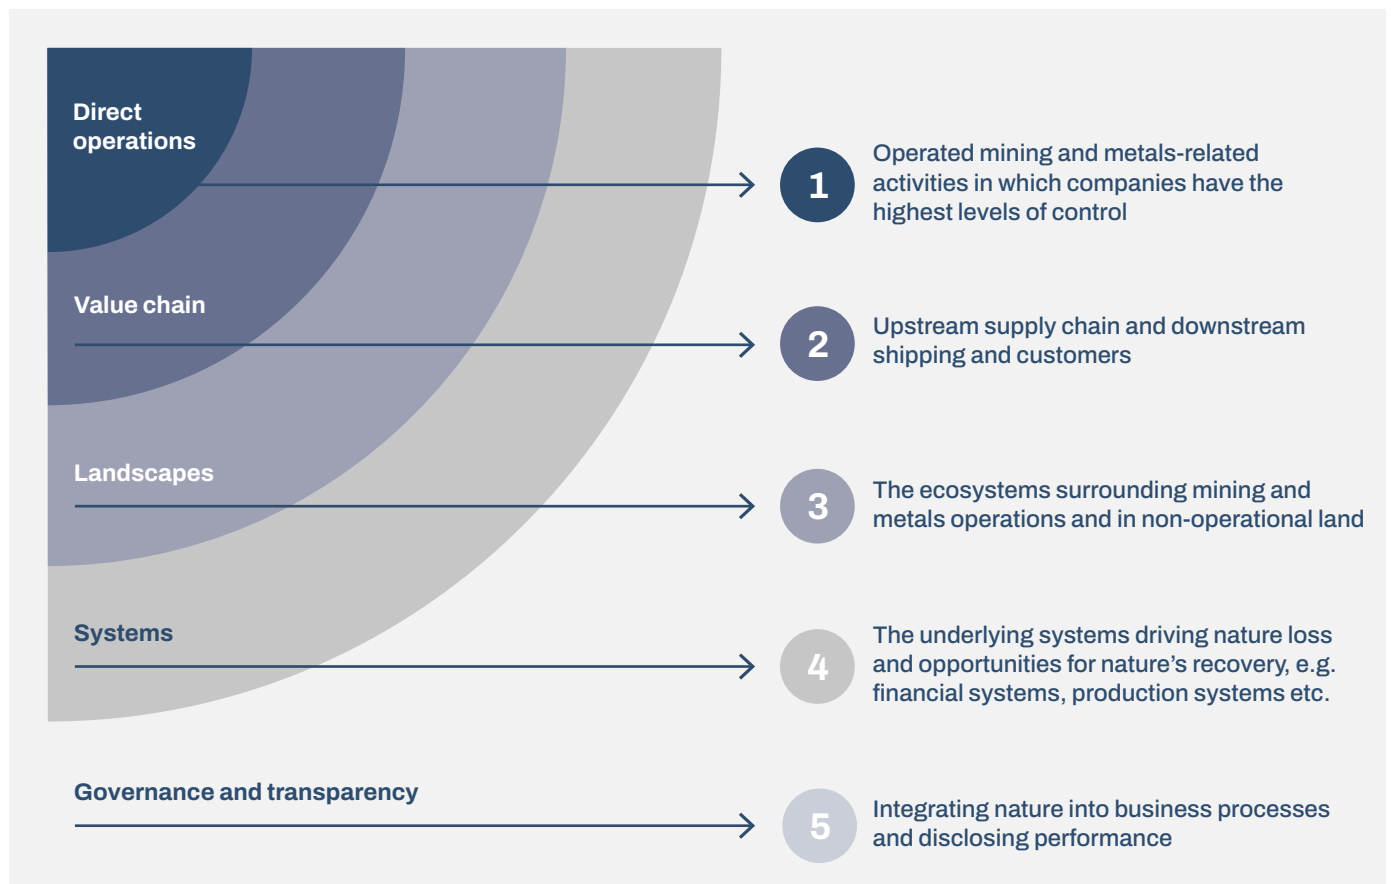 Direct
operations
1
Operated mining and metals-related
activities in which companies have the
highest levels of control
Value chain
2
Upstream supply chain and downstream
shipping and customers
Landscapes
3
The ecosystems surrounding mining and
metals operations and in non-operational land
Systems
4
The underlying systems driving nature loss
and opportunities for nature’s recovery, e.g.
financial systems, production systems etc.
Governance and transparency
5
Integrating nature into business processes
and disclosing performance